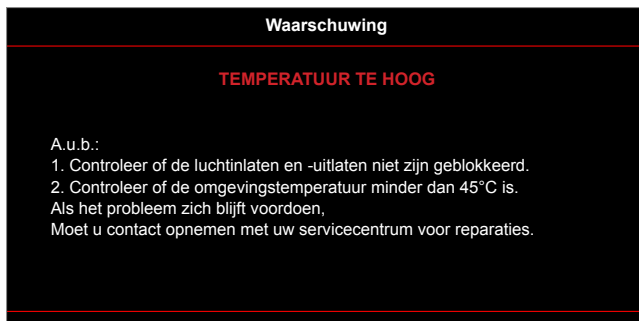 Waarschuwing
TEMPERATUUR TE HOOG
A.u.b.:
1. Controleer of de luchtinlaten en -uitlaten niet zijn geblokkeerd.
2. Controleer of de omgevingstemperatuur minder dan 45°C is.
Als het probleem zich blijft voordoen,
Moet u contact opnemen met uw servicecentrum voor reparaties.